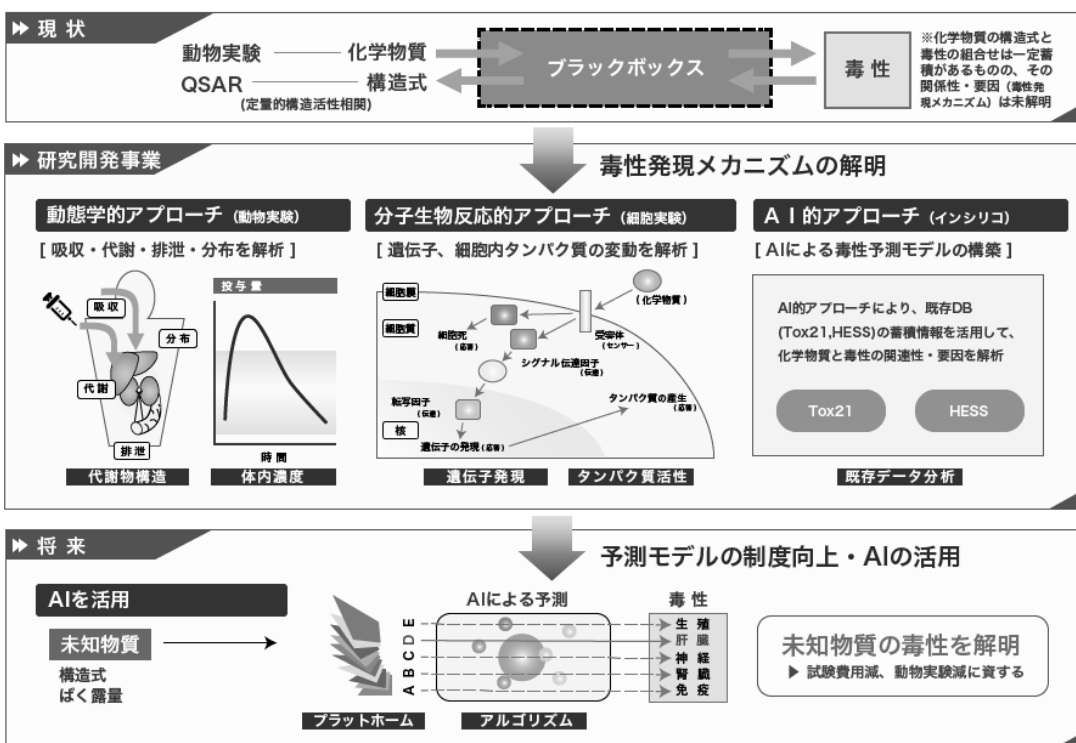 現 状
動物実験 化学物質
QSAR 構造式
(定量的構造活性相関)
ブラックボックス
毒 性
※化学物質の構造式と
毒性の組合せは一定蓄
積があるものの、その
関係性・要因（毒性発
現メカニズム）は未解明
研究開発事業
毒性発現メカニズムの解明
動態学的アプローチ（動物実験）
[ 吸収・代謝・排泄・分布を解析 ]
吸 収
分 布
代 謝
排 泄
代謝物構造
投 与 量
時 間
体内濃度
分子生物反応的アプローチ（細胞実験）
[ 遺伝子、細胞内タンパク質の変動を解析 ]
細胞膜
(化学物質)
細胞質
細胞死
(応答)
受容体
(センサー)
シグナル伝達因子
(伝達)
転写因子
(伝達)
タンパク質の産生
(応答)
核
遺伝子の発現(応答)
遺伝子発現
タンパク質活性
ＡＩ的アプローチ（インシリコ）
[ AIによる毒性予測モデルの構築 ]
AI的アプローチにより、既存DB
(Tox21,HESS)の蓄積情報を活用して、
化学物質と毒性の関連性・要因を解析
Tox21
HESS
既存データ分析
将 来
予測モデルの制度向上・AIの活用
AIを活用
未知物質
構造式
ばく露量
プラットホーム
AIによる予測
A B C D E
アルゴリズム
毒 性
生 殖
肝 臓
神 経
腎 臓
免 疫
未知物質の毒性を解明
▶ 試験費用減、動物実験減に資する